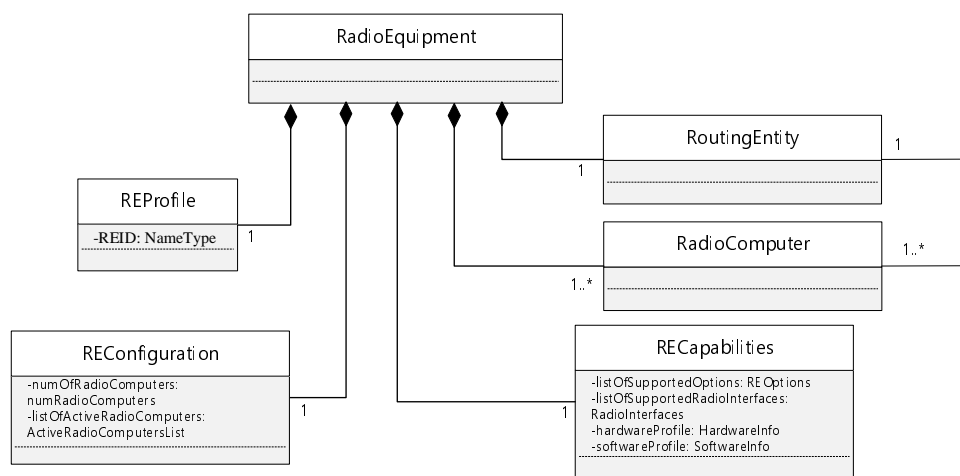 RadioEquipment
RoutingEntity
1
1
REProfile
-REID: NameType
1
RadioComputer
1..*
1..*
REConfiguration
-numOfRadioComputers:
numRadioComputers
-listOfActiveRadioComputers:
ActiveRadioComputersList
1
RECapabilities
-listOfSupportedOptions: REOptions
-listOfSupportedRadioInterfaces:
RadioInterfaces
-hardwareProfile: HardwareInfo
-softwareProfile: SoftwareInfo
1